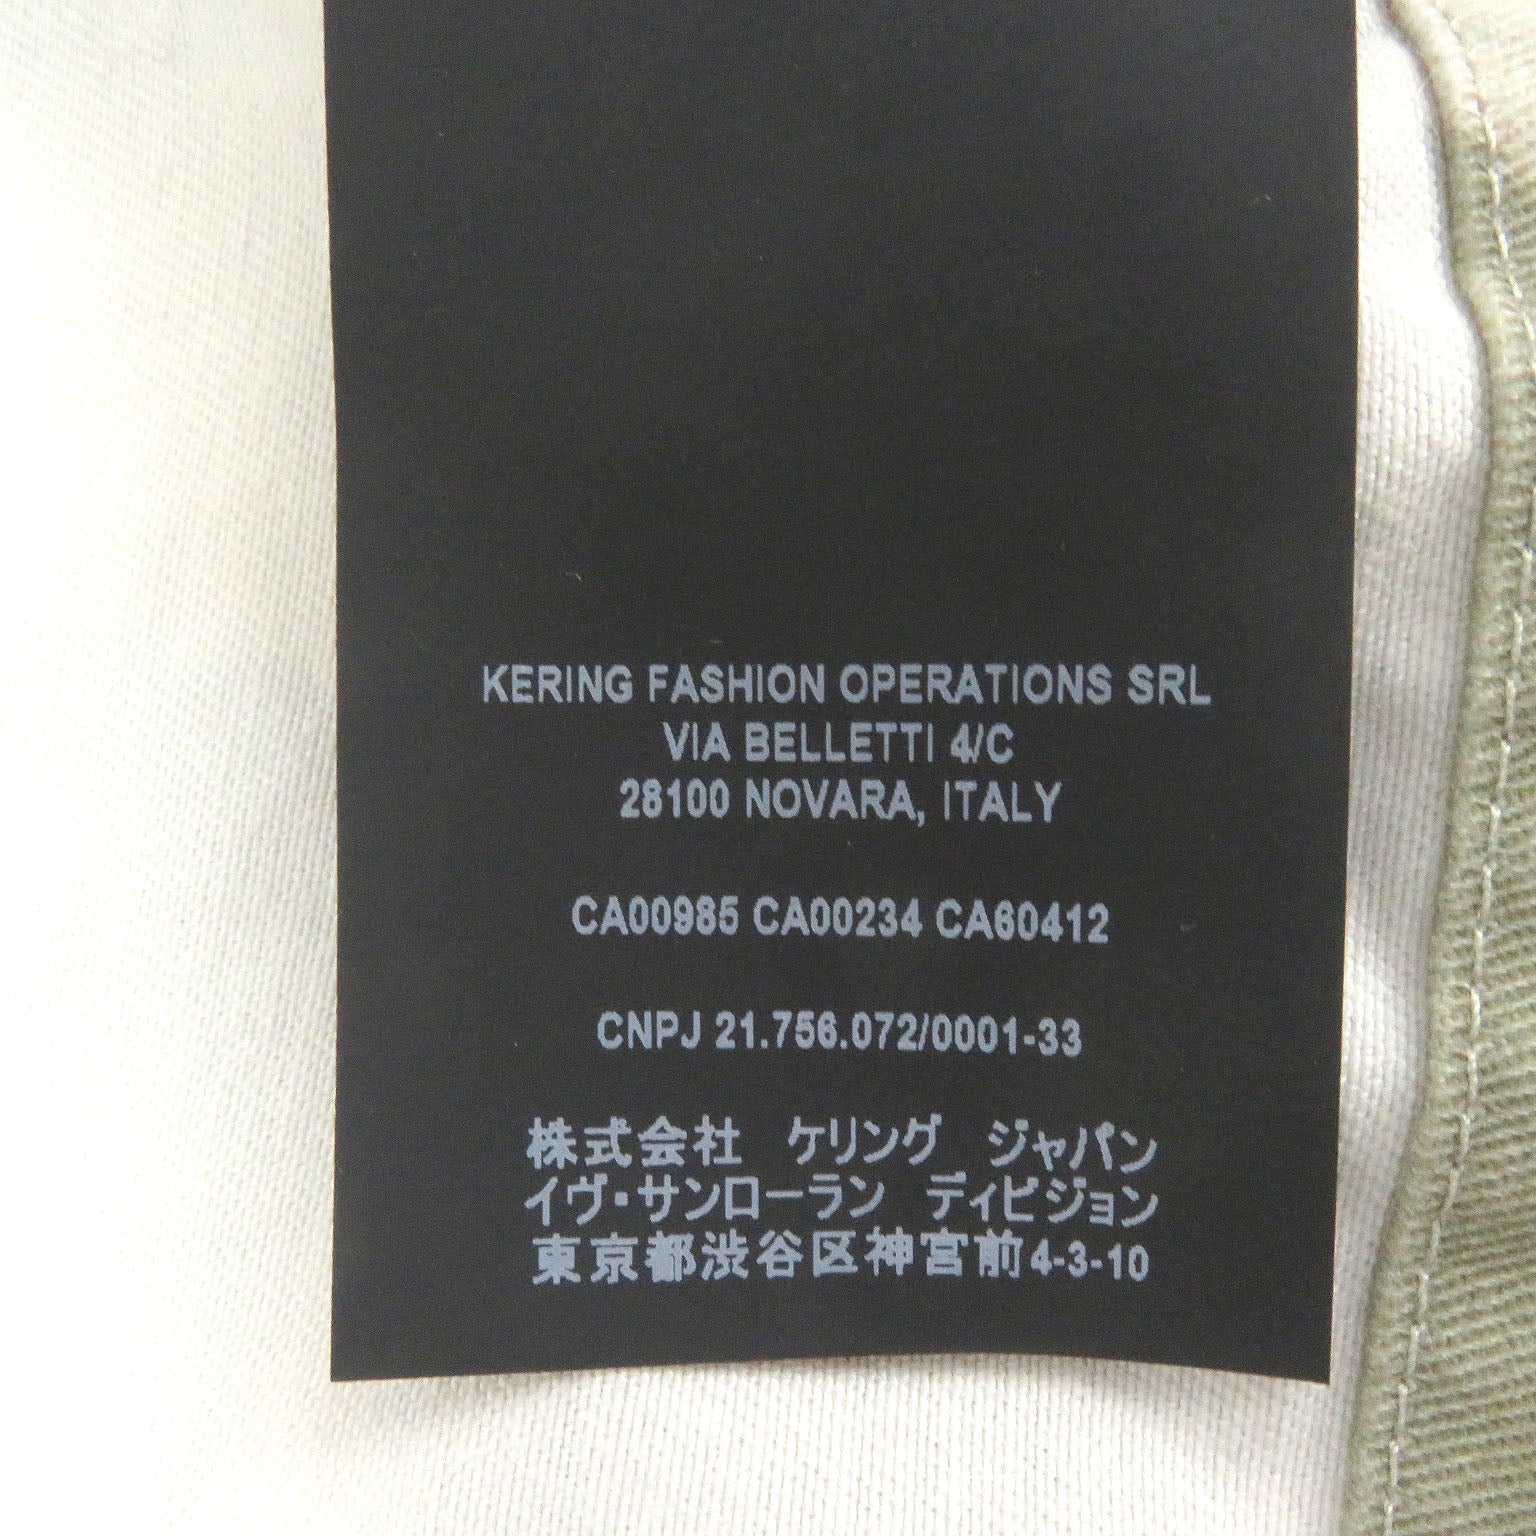 KERING FASHION OPERATIONS SRL
VIA BELLETTI 4/C
28100 NOVARA, ITALY
CA00985 CA00234 CA60412
CNPJ 21.756.072/0001-33
株式会社 ケリング ジャパン
イヴ・サンローラン ディビジョン
東京都渋谷区神宮前4-3-10